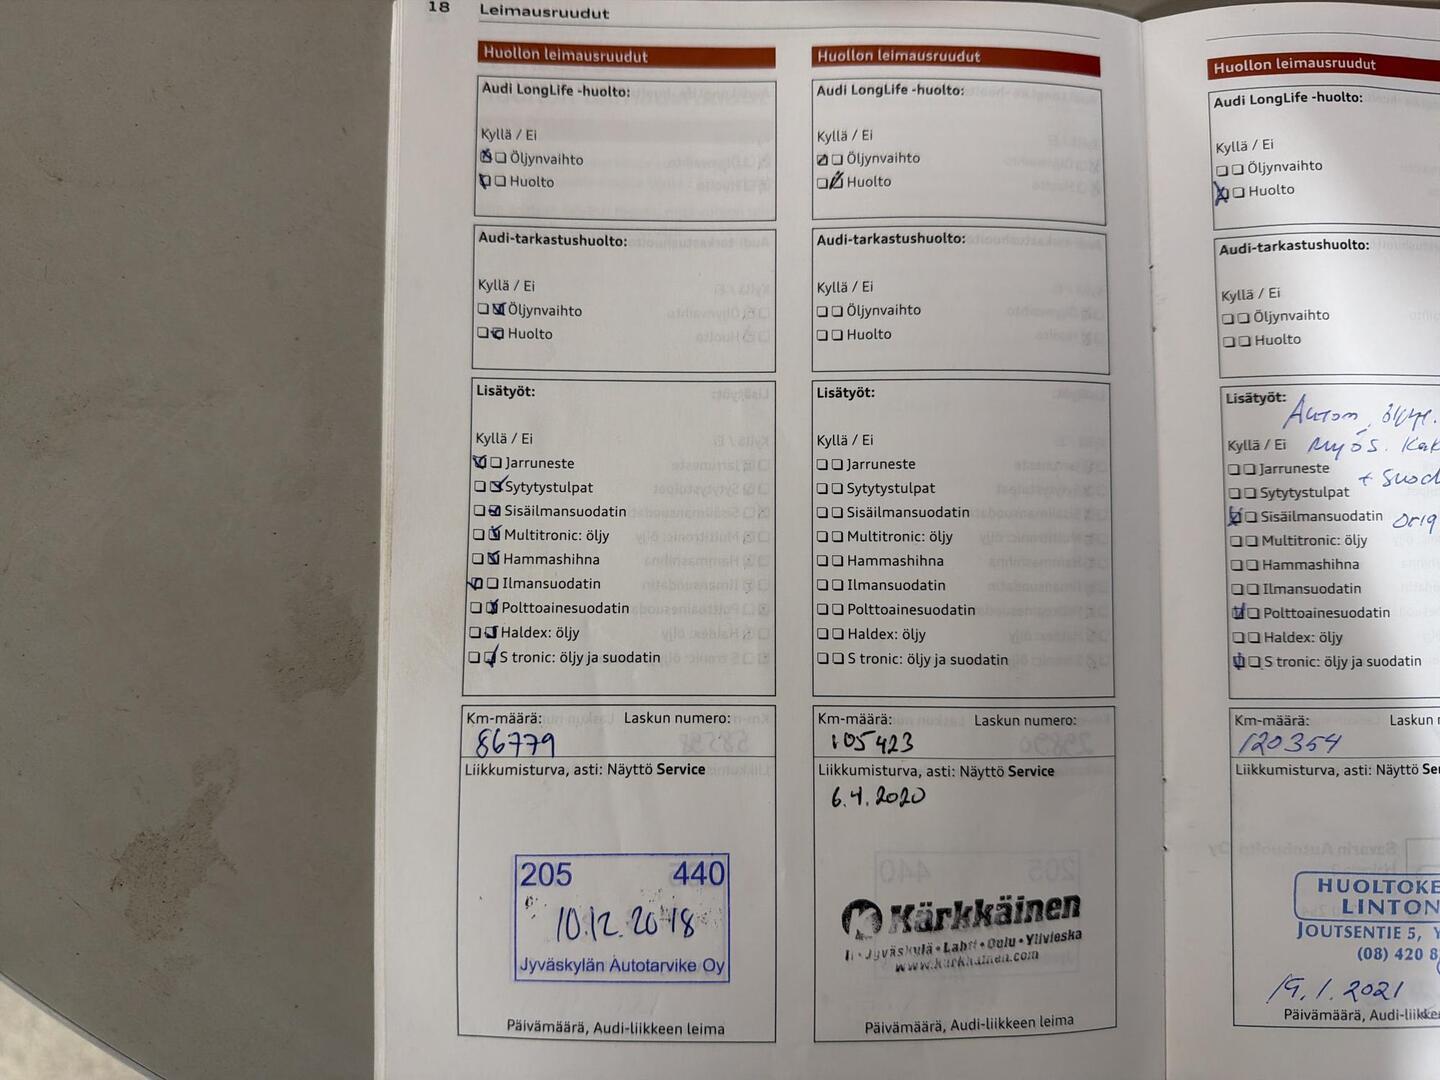 18 Leimausruudut
Huollon leimausruudut
Audi LongLife -huolto:
Kyllä / Ei
Öljynvaihto
Huolto
Audi-tarkastushuolto:
Kyllä / Ei
Öljynvaihto
Huolto
Lisätyöt:
Kyllä / Ei
Jarruneste
Sytytystulpat
Sisäilmansuodatin
Multitronic: öljy
Hammashihna
Ilmansuodatin
Polttoainesuodatin
Haldex: öljy
S tronic: öljy ja suodatin
Km-määrä: Laskun numero:
86779
Liikkumisturva, asti: Näyttö Service
205 440
10.12.2018
Jyväskylän Autotarvike Oy
Päivämäärä, Audi-liikkeen leima
Huollon leimausruudut
Audi LongLife -huolto:
Kyllä / Ei
Öljynvaihto
Huolto
Audi-tarkastushuolto:
Kyllä / Ei
Öljynvaihto
Huolto
Lisätyöt:
Kyllä / Ei
Jarruneste
Sytytystulpat
Sisäilmansuodatin
Multitronic: öljy
Hammashihna
Ilmansuodatin
Polttoainesuodatin
Haldex: öljy
S tronic: öljy ja suodatin
Km-määrä: Laskun numero:
105423
Liikkumisturva, asti: Näyttö Service
6.4.2020
Kärkkäinen
Ii • Jyväskylä • Lahti • Oulu • Ylivieska
www.karkkainen.com
Päivämäärä, Audi-liikkeen leima
Huollon leimausruudut
Audi LongLife -huolto:
Kyllä / Ei
Öljynvaihto
Huolto
Audi-tarkastushuolto:
Kyllä / Ei
Öljynvaihto
Huolto
Lisätyöt:
Kyllä / Ei Myös
Jarruneste
Sytytystulpat
Sisäilmansuodatin
Multitronic: öljy
Hammashihna
Ilmansuodatin
Polttoainesuodatin
Haldex: öljy
S tronic: öljy ja suodatin
Km-määrä: Laskun
120354
Liikkumisturva, asti: Näyttö
HUOLTOKE
LINTON
JOUTSENTIE 5, Y
(08) 420 8
19.1.2021
Päivämäärä, Audi-liikke